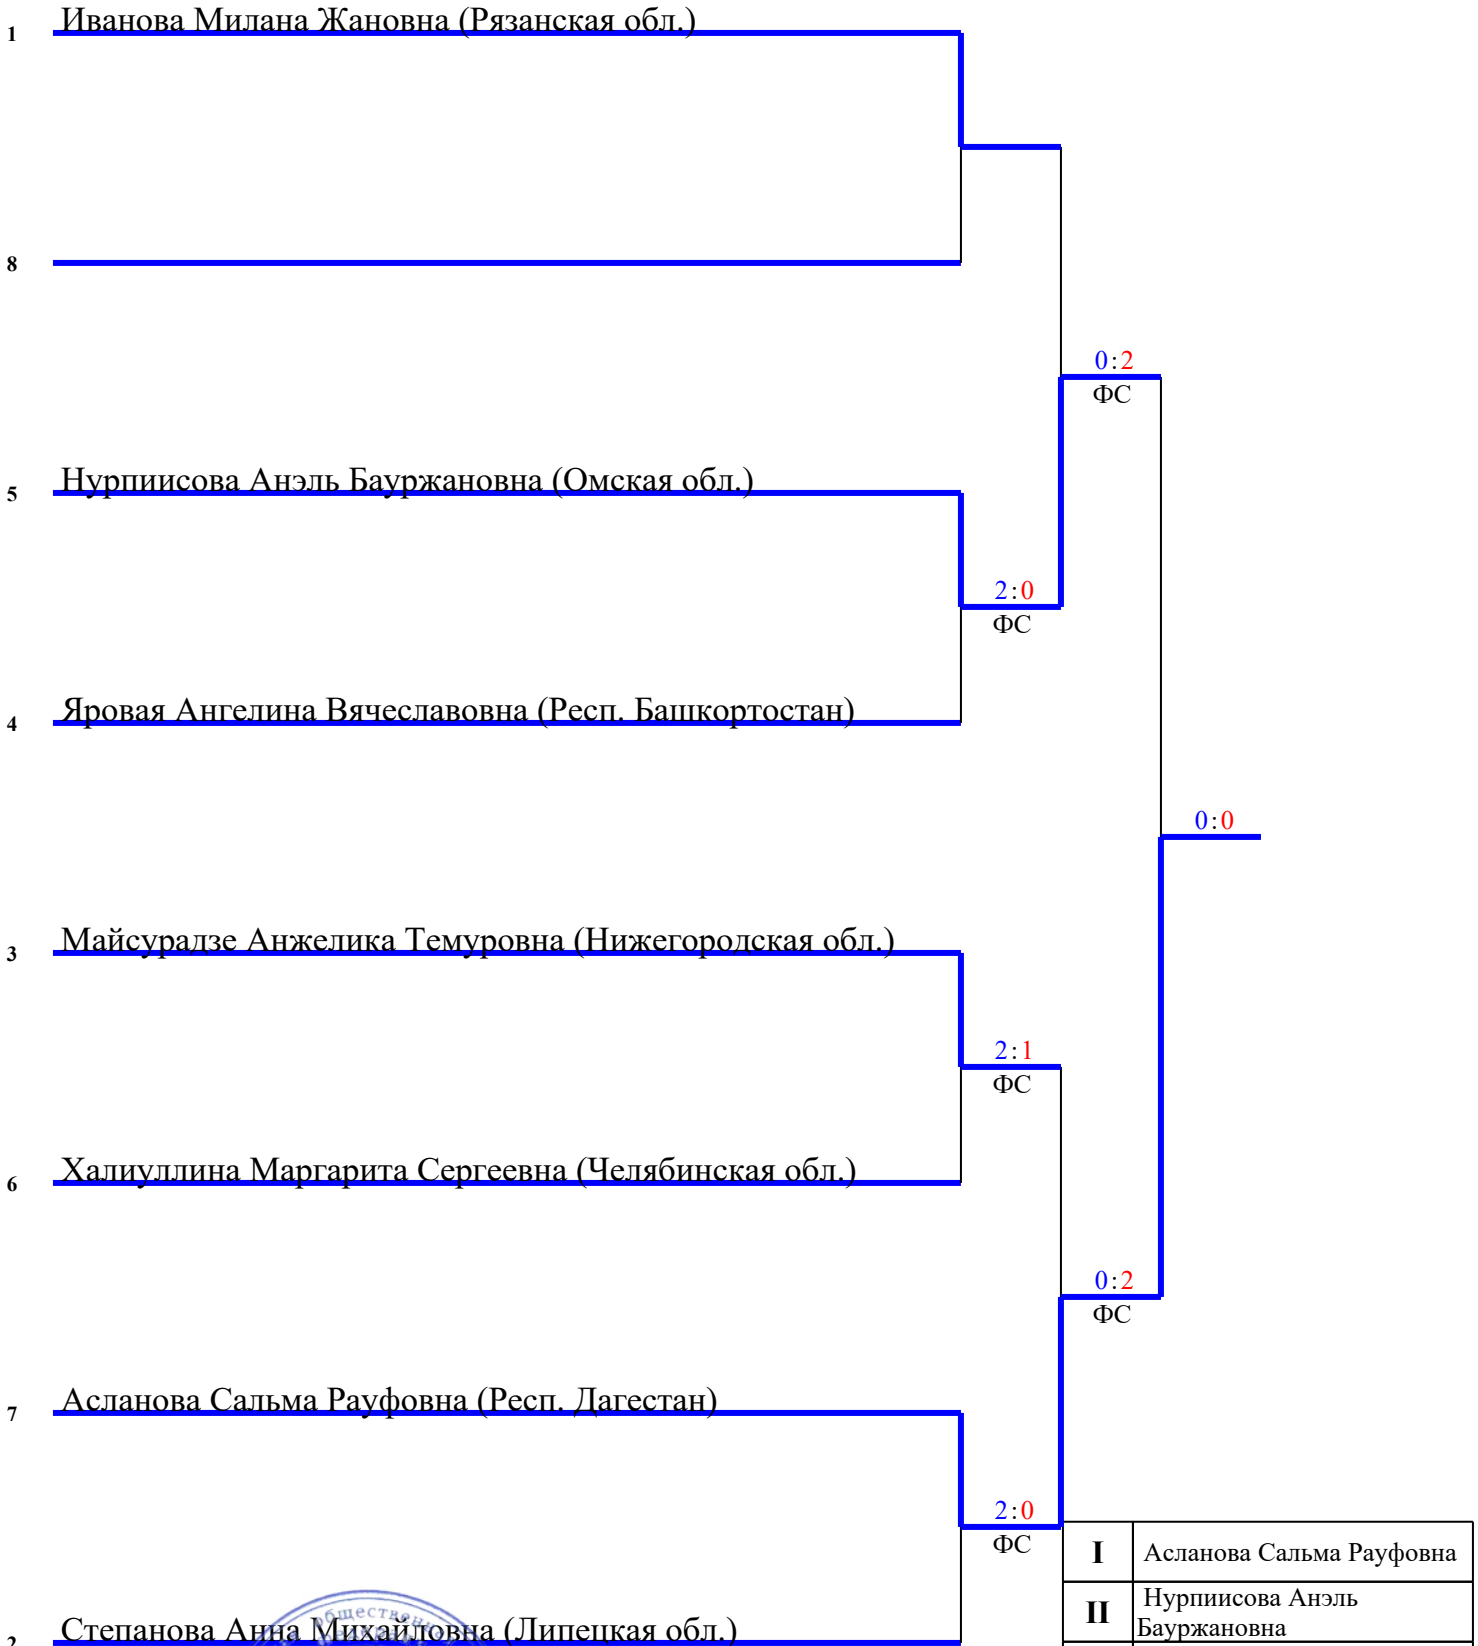 Иванова Милана Жановна (Рязанская обл.)
1
8
0:2
ФС
Нурпиисова Анэль Бауржановна (Омская обл.)
5
2:0
ФС
Яровая Ангелина Вячеславовна (Респ. Башкортостан)
4
0:0
Майсурадзе Анжелика Темуровна (Нижегородская обл.)
3
2:1
ФС
Халиуллина Маргарита Сергеевна (Челябинская обл.)
6
0:2
ФС
Асланова Сальма Рауфовна (Респ. Дагестан)
7
2:0
ФС
I Асланова Сальма Рауфовна
II Нурпиисова Анэль
Бауржановна
Степанова Анна Михайловна (Липецкая обл.)
2